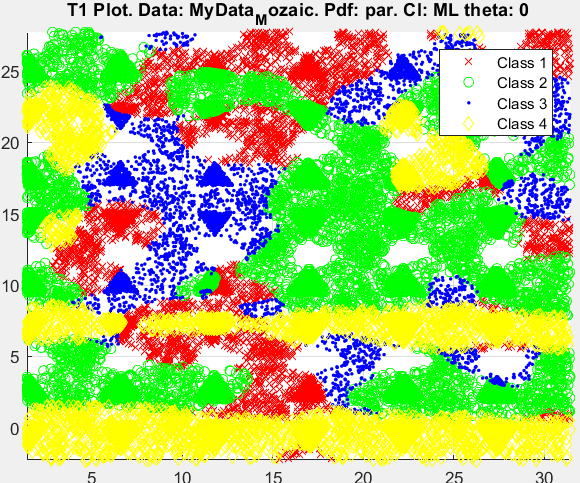 T1 Plot. Data: MyData_Mozaic. Pdf: par. Cl: ML theta: 0
Class 1
Class 2
Class 3
Class 4
25
20
15
10
5
0
5 10 15 20 25 30